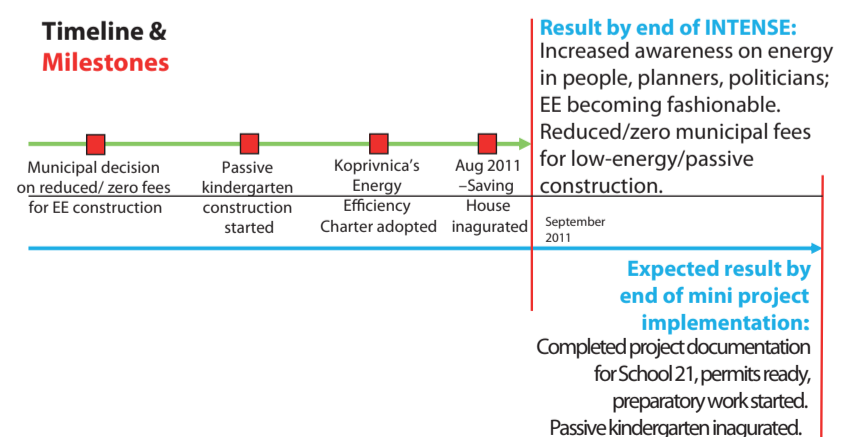 Timeline &
Milestones
Result by end of INTENSE:
Increased awareness on energy
in people, planners, politicians;
EE becoming fashionable.
Reduced/zero municipal fees
for low-energy/passive
construction.
Municipal decision
on reduced/ zero fees
for EE construction
Passive
kindergarten
construction
started
Koprivnica's
Energy
Efficiency
Charter adopted
Aug 2011
–Saving
House
inagurated
September
2011
Expected result by
end of mini project
implementation:
Completed project documentation
for School 21, permits ready,
preparatory work started.
Passive kindergarten inagurated.